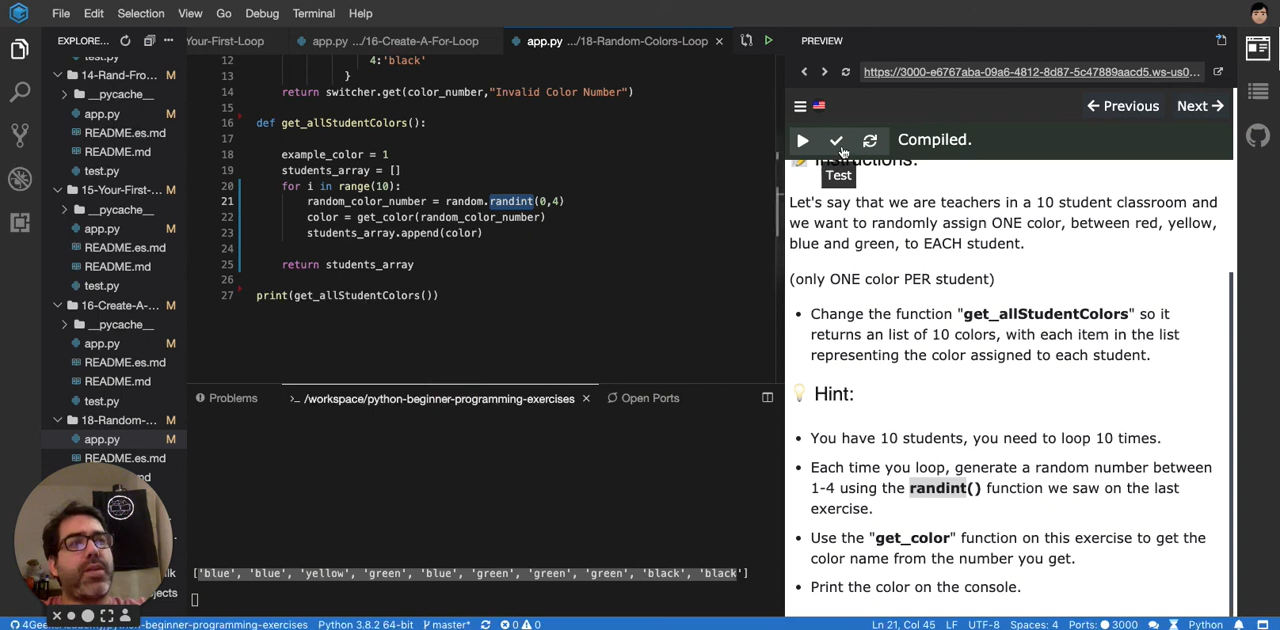 File Edit Selection View Go Debug Terminal Help
EXPLORE...
Your-First-Loop
app.py .../16-Create-A-For-Loop
app.py .../18-Random-Colors-Loop
PREVIEW
14-Rand-Fro... M
__pycache__
app.py M
README.es.md
README.md
test.py
15-Your-First-... M
__pycache__
app.py M
README.es.md
README.md
test.py
16-Create-A-... M
__pycache__
app.py M
README.es.md
README.md
test.py
18-Random-... M
app.py M
README.es.md
12 4:'black'
13 }
14 return switcher.get(color_number,"Invalid Color Number")
15
16 def get_allStudentColors():
17
18 example_color = 1
19 students_array = []
20 for i in range(10):
21 random_color_number = random.randint(0,4)
22 color = get_color(random_color_number)
23 students_array.append(color)
24
25 return students_array
26
27 print(get_allStudentColors())
Problems
>_ /workspace/python-beginner-programming-exercises
Open Ports
['blue', 'blue', 'yellow', 'green', 'blue', 'green', 'green', 'green', 'black', 'black']
https://3000-e6767aba-09a6-4812-8d87-5c47889aacd5.ws-us0...
Previous Next
Compiled.
Instructions:
Test
Let's say that we are teachers in a 10 student classroom and
we want to randomly assign ONE color, between red, yellow,
blue and green, to EACH student.
(only ONE color PER student)
• Change the function "get_allStudentColors" so it
returns an list of 10 colors, with each item in the list
representing the color assigned to each student.
Hint:
• You have 10 students, you need to loop 10 times.
• Each time you loop, generate a random number between
1-4 using the randint() function we saw on the last
exercise.
• Use the "get_color" function on this exercise to get the
color name from the number you get.
• Print the color on the console.
4GeeksAcademy/python-beginner-programming-exercises Python 3.8.2 64-bit master* 0 0 Ln 21, Col 45 LF UTF-8 Spaces: 4 Ports: 3000 Python